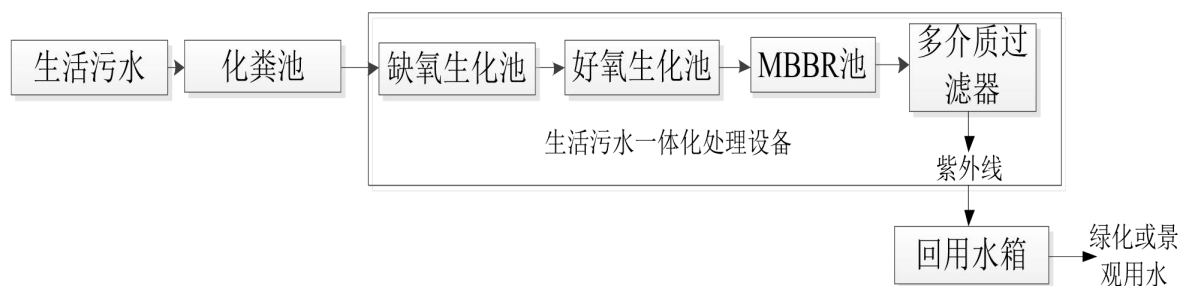 生活污水
化粪池
缺氧生化池
好氧生化池
MBBR池
多介质过
滤器
生活污水一体化处理设备
紫外线
回用水箱
绿化或景
观用水